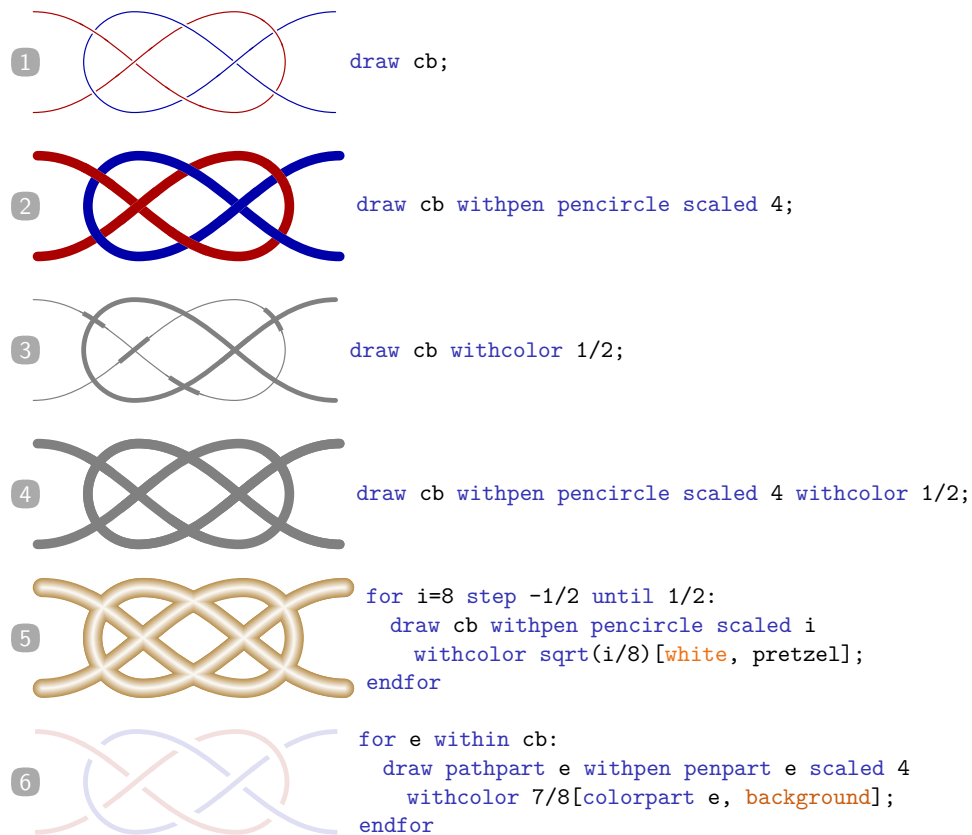 1 draw cb;
2 draw cb withpen pencircle scaled 4;
3 draw cb withcolor 1/2;
4 draw cb withpen pencircle scaled 4 withcolor 1/2;
5
for i=8 step -1/2 until 1/2:
draw cb withpen pencircle scaled i
withcolor sqrt(i/8)[white, pretzel];
endfor
6
for e within cb:
draw pathpart e withpen penpart e scaled 4
withcolor 7/8[colorpart e, background];
endfor